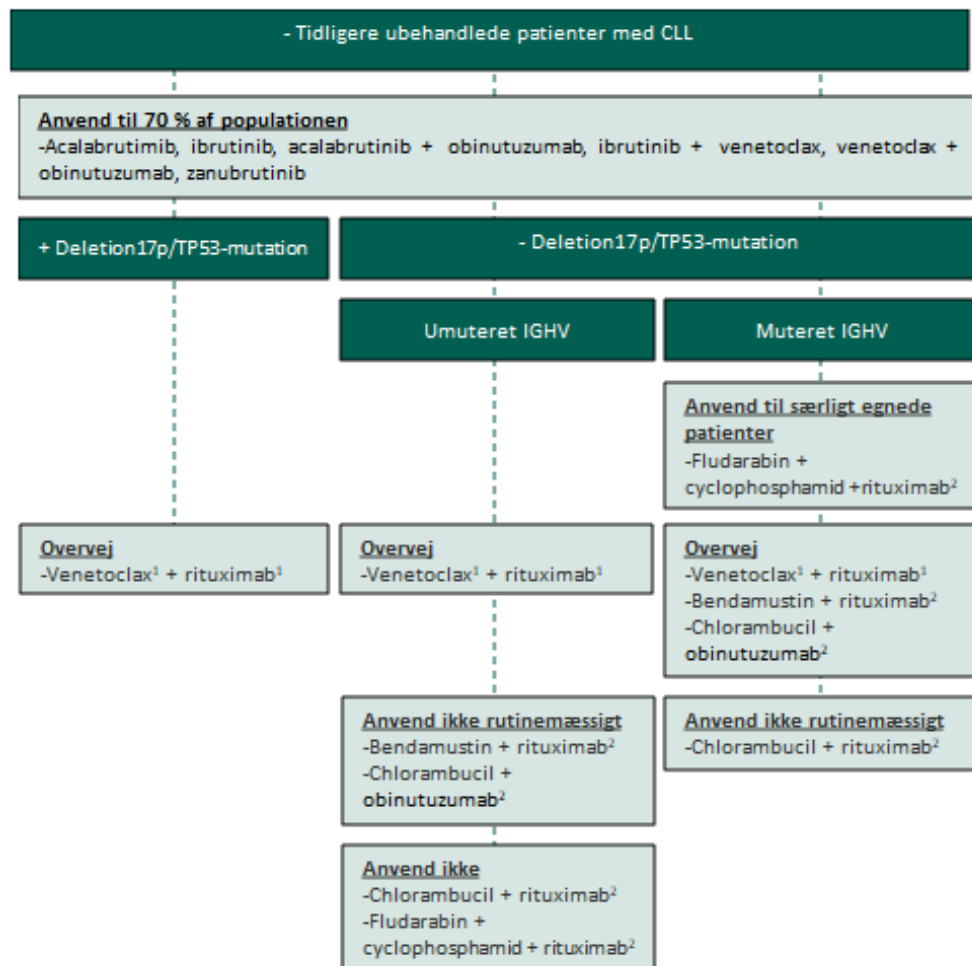 - Tidligere ubehandlede patienter med CLL
Anvend til 70 % af populationen
-Acalabrutimib, ibrutinib, acalabrutinib + obinutuzumab, ibrutinib + venetoclax, venetoclax +
obinutuzumab, zanubrutinib
+ Deletion17p/TP53-mutation
- Deletion17p/TP53-mutation
Umuteret IGHV
Muteret IGHV
Anvend til særligt egnede
patienter
-Fludarabin +
cyclophosphamid +rituximab²
Overvej
-Venetoclax¹ + rituximab¹
Overvej
-Venetoclax¹ + rituximab¹
Overvej
-Venetoclax¹ + rituximab¹
-Bendamustin + rituximab²
-Chlorambucil +
obinutuzumab²
Anvend ikke rutinemæssigt
-Bendamustin + rituximab²
-Chlorambucil +
obinutuzumab²
Anvend ikke rutinemæssigt
-Chlorambucil + rituximab²
Anvend ikke
-Chlorambucil + rituximab²
-Fludarabin +
cyclophosphamid + rituximab²